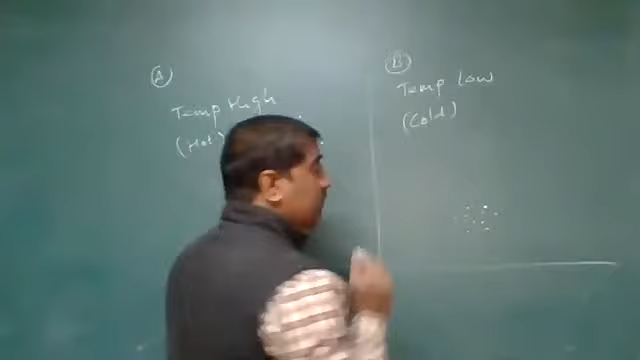 A
Temp High
(Hot)
B
Temp Low
(Cold)